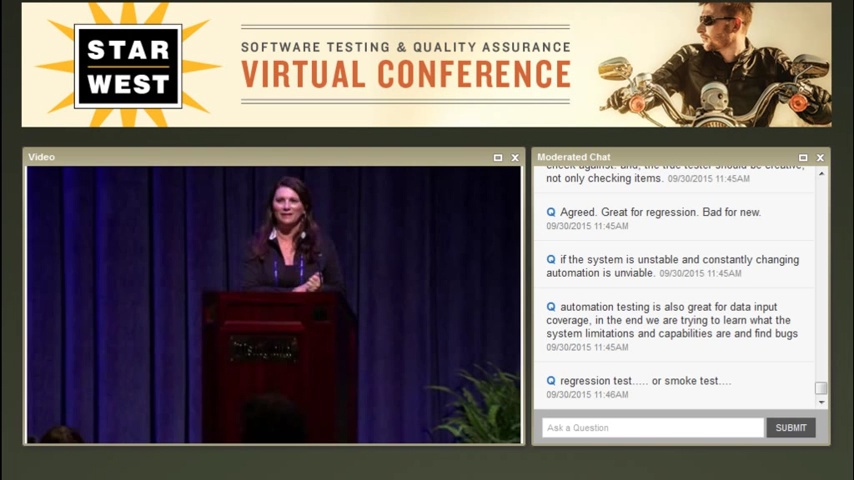 STAR
WEST
SOFTWARE TESTING & QUALITY ASSURANCE
VIRTUAL CONFERENCE
Video
Moderated Chat
not only checking items. 09/30/2015 11:45AM
Q Agreed. Great for regression. Bad for new.
09/30/2015 11:45AM
Q if the system is unstable and constantly changing
automation is unviable. 09/30/2015 11:45AM
Q automation testing is also great for data input
coverage, in the end we are trying to learn what the
system limitations and capabilities are and find bugs
09/30/2015 11:45AM
Q regression test..... or smoke test....
09/30/2015 11:46AM
Ask a Question
SUBMIT